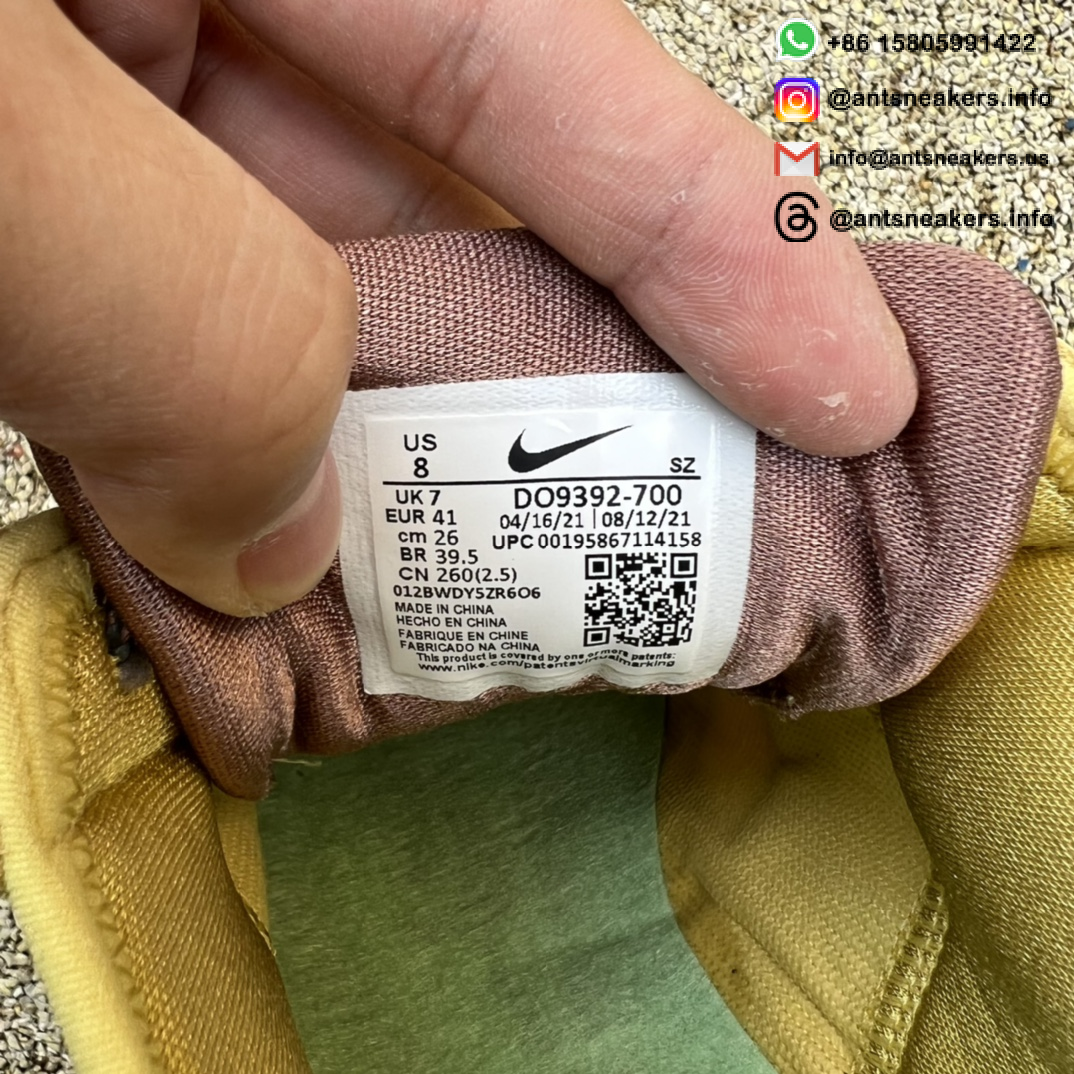 +86 15805991422
@antsneakers.info
info@antsneakers.us
@antsneakers.info
US
8
SZ
UK 7
DO9392-700
EUR 41
04/16/21 | 08/12/21
cm 26
UPC 00195867114158
BR 39.5
CN 260(2.5)
012BWDY5ZR6O6
MADE IN CHINA
HECHO EN CHINA
FABRIQUE EN CHINE
FABRICADO NA CHINA
This product is covered by one or more patents:
www.nike.com/patentsvirtualmarking